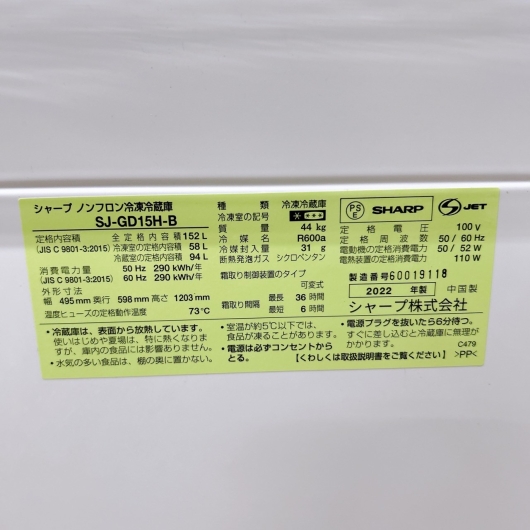 シャープ ノンフロン冷凍冷蔵庫
SJ-GD15H-B
定格内容積 全定格内容積 152 L
(JIS C 9801-3:2015) 冷凍室の定格内容積 58 L
冷蔵室の定格内容積 94 L
消費電力量 50 Hz 290 kWh/年
(JIS C 9801-3:2015) 60 Hz 290 kWh/年
外形寸法
幅 495 mm 奥行 598 mm 高さ 1203 mm
温度ヒューズの定格動作温度 73℃
種類 冷凍冷蔵庫
冷凍室の記号
質量 44 kg
冷媒 R600a
冷媒封入量 31 g
断熱発泡ガス シクロペンタン
霜取り制御装置のタイプ
可変式
霜取り間隔 最長 36 時間
最短 6 時間
PS
E
SHARP
JET
定格電圧 100 V
定格周波数 50 / 60 Hz
電動機の定格消費電力 50 / 52 W
電熱装置の定格消費電力 110 W
製造番号 60019118
2022 年製 中国製
シャープ株式会社
• 冷蔵庫は、表面から放熱しています。
使いはじめや夏場は、特に熱くなります
が、庫内の食品には影響ありません。
• 水気の多い食品は、棚の奥に置かない。
• 室温が約5℃以下では、
食品が凍ることがあります。
• 電源は必ずコンセントから
とる。
• 電源プラグを抜いたら6分待つ。
すぐに差し込むと冷蔵庫に無理が
かかり、故障の原因。 C479
【くわしくは取扱説明書をご覧ください】 >PP<